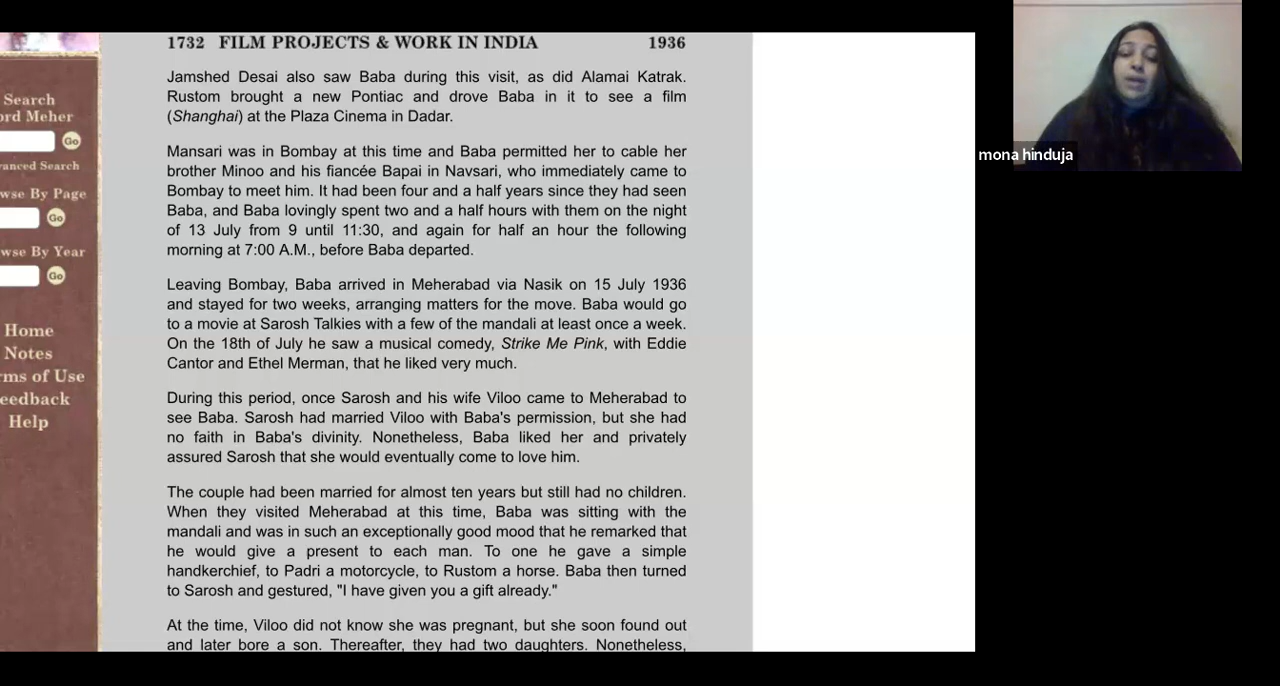 1732 FILM PROJECTS & WORK IN INDIA 1936
Jamshed Desai also saw Baba during this visit, as did Alamai Katrak.
Rustom brought a new Pontiac and drove Baba in it to see a film
(Shanghai) at the Plaza Cinema in Dadar.
Mansari was in Bombay at this time and Baba permitted her to cable her
brother Minoo and his fiancée Bapai in Navsari, who immediately came to
Bombay to meet him. It had been four and a half years since they had seen
Baba, and Baba lovingly spent two and a half hours with them on the night
of 13 July from 9 until 11:30, and again for half an hour the following
morning at 7:00 A.M., before Baba departed.
Leaving Bombay, Baba arrived in Meherabad via Nasik on 15 July 1936
and stayed for two weeks, arranging matters for the move. Baba would go
to a movie at Sarosh Talkies with a few of the mandali at least once a week.
On the 18th of July he saw a musical comedy, Strike Me Pink, with Eddie
Cantor and Ethel Merman, that he liked very much.
During this period, once Sarosh and his wife Viloo came to Meherabad to
see Baba. Sarosh had married Viloo with Baba's permission, but she had
no faith in Baba's divinity. Nonetheless, Baba liked her and privately
assured Sarosh that she would eventually come to love him.
The couple had been married for almost ten years but still had no children.
When they visited Meherabad at this time, Baba was sitting with the
mandali and was in such an exceptionally good mood that he remarked that
he would give a present to each man. To one he gave a simple
handkerchief, to Padri a motorcycle, to Rustom a horse. Baba then turned
to Sarosh and gestured, "I have given you a gift already."
At the time, Viloo did not know she was pregnant, but she soon found out
and later bore a son. Thereafter, they had two daughters. Nonetheless,
Search
ord Meher
Go
vanced Search
wse By Page
Go
wse By Year
Go
Home
Notes
rms of Use
eedback
Help
mona hinduja